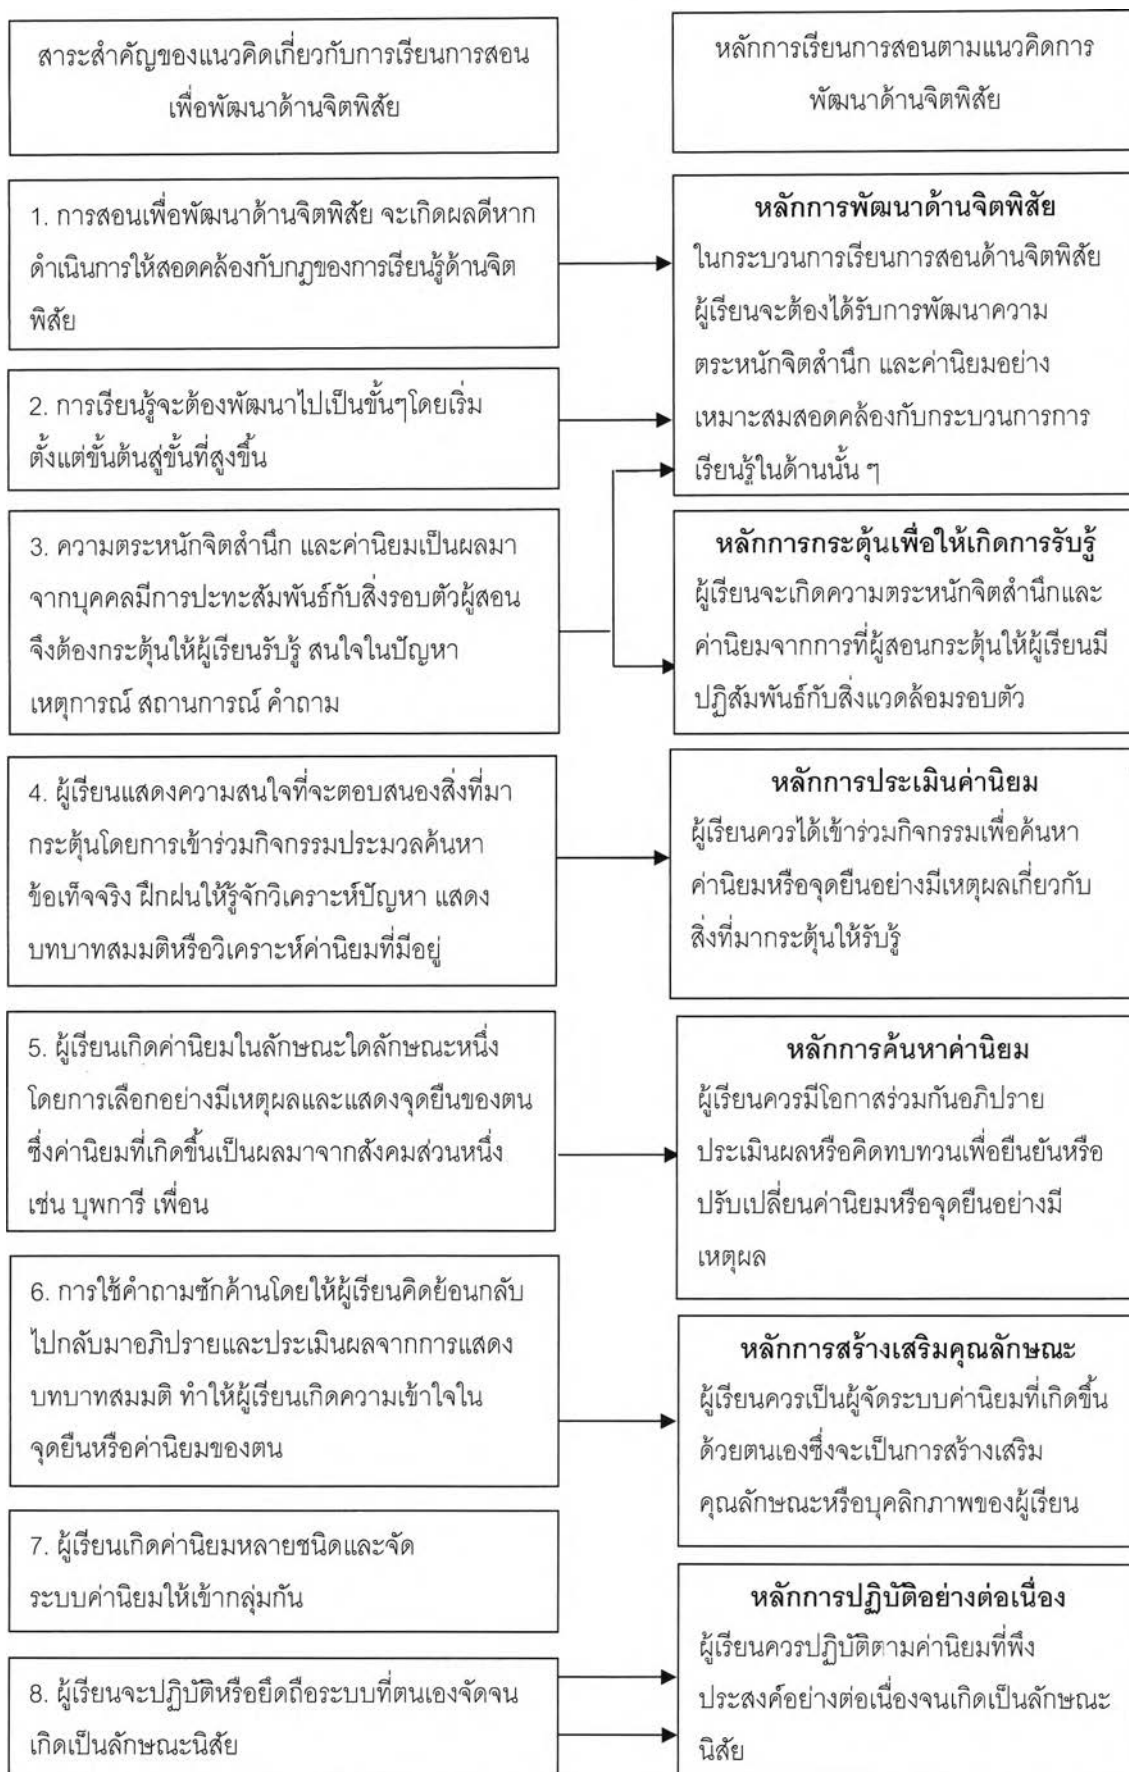 สาระสำคัญของแนวคิดเกี่ยวกับการเรียนการสอน
เพื่อพัฒนาด้านจิตพิสัย
หลักการเรียนการสอนตามแนวคิดการ
พัฒนาด้านจิตพิสัย
1. การสอนเพื่อพัฒนาด้านจิตพิสัย จะเกิดผลดีหาก
ดำเนินการให้สอดคล้องกับกฎของการเรียนรู้ด้านจิต
พิสัย
หลักการพัฒนาด้านจิตพิสัย
ในกระบวนการเรียนการสอนด้านจิตพิสัย
ผู้เรียนจะต้องได้รับการพัฒนาความ
ตระหนักจิตสำนึก และค่านิยมอย่าง
เหมาะสมสอดคล้องกับกระบวนการการ
เรียนรู้ในด้านนั้น ๆ
2. การเรียนรู้จะต้องพัฒนาไปเป็นขั้นๆโดยเริ่ม
ตั้งแต่ขั้นต้นสู่ขั้นที่สูงขึ้น
3. ความตระหนักจิตสำนึก และค่านิยมเป็นผลมา
จากบุคคลมีการปะทะสัมพันธ์กับสิ่งรอบตัวผู้สอน
จึงต้องกระตุ้นให้ผู้เรียนรับรู้ สนใจในปัญหา
เหตุการณ์ สถานการณ์ คำถาม
หลักการกระตุ้นเพื่อให้เกิดการรับรู้
ผู้เรียนจะเกิดความตระหนักจิตสำนึกและ
ค่านิยมจากการที่ผู้สอนกระตุ้นให้ผู้เรียนมี
ปฏิสัมพันธ์กับสิ่งแวดล้อมรอบตัว
4. ผู้เรียนแสดงความสนใจที่จะตอบสนองสิ่งที่มา
กระตุ้นโดยการเข้าร่วมกิจกรรมประมวลค้นหา
ข้อเท็จจริง ฝึกฝนให้รู้จักวิเคราะห์ปัญหา แสดง
บทบาทสมมติหรือวิเคราะห์ค่านิยมที่มีอยู่
หลักการประเมินค่านิยม
ผู้เรียนควรได้เข้าร่วมกิจกรรมเพื่อค้นหา
ค่านิยมหรือจุดยืนอย่างมีเหตุผลเกี่ยวกับ
สิ่งที่มากระตุ้นให้รับรู้
5. ผู้เรียนเกิดค่านิยมในลักษณะใดลักษณะหนึ่ง
โดยการเลือกอย่างมีเหตุผลและแสดงจุดยืนของตน
ซึ่งค่านิยมที่เกิดขึ้นเป็นผลมาจากสังคมส่วนหนึ่ง
เช่น บุพการี เพื่อน
หลักการค้นหาค่านิยม
ผู้เรียนควรมีโอกาสร่วมกันอภิปราย
ประเมินผลหรือคิดทบทวนเพื่อยืนยันหรือ
ปรับเปลี่ยนค่านิยมหรือจุดยืนอย่างมี
เหตุผล
6. การใช้คำถามซักค้านโดยให้ผู้เรียนคิดย้อนกลับ
ไปกลับมาอภิปรายและประเมินผลจากการแสดง
บทบาทสมมติ ทำให้ผู้เรียนเกิดความเข้าใจใน
จุดยืนหรือค่านิยมของตน
หลักการสร้างเสริมคุณลักษณะ
ผู้เรียนควรเป็นผู้จัดระบบค่านิยมที่เกิดขึ้น
ด้วยตนเองซึ่งจะเป็นการสร้างเสริม
คุณลักษณะหรือบุคลิกภาพของผู้เรียน
7. ผู้เรียนเกิดค่านิยมหลายชนิดและจัด
ระบบค่านิยมให้เข้ากลุ่มกัน
8. ผู้เรียนจะปฏิบัติหรือยึดถือระบบที่ตนเองจัดจน
เกิดเป็นลักษณะนิสัย
หลักการปฏิบัติอย่างต่อเนื่อง
ผู้เรียนควรปฏิบัติตามค่านิยมที่พึง
ประสงค์อย่างต่อเนื่องจนเกิดเป็นลักษณะ
นิสัย